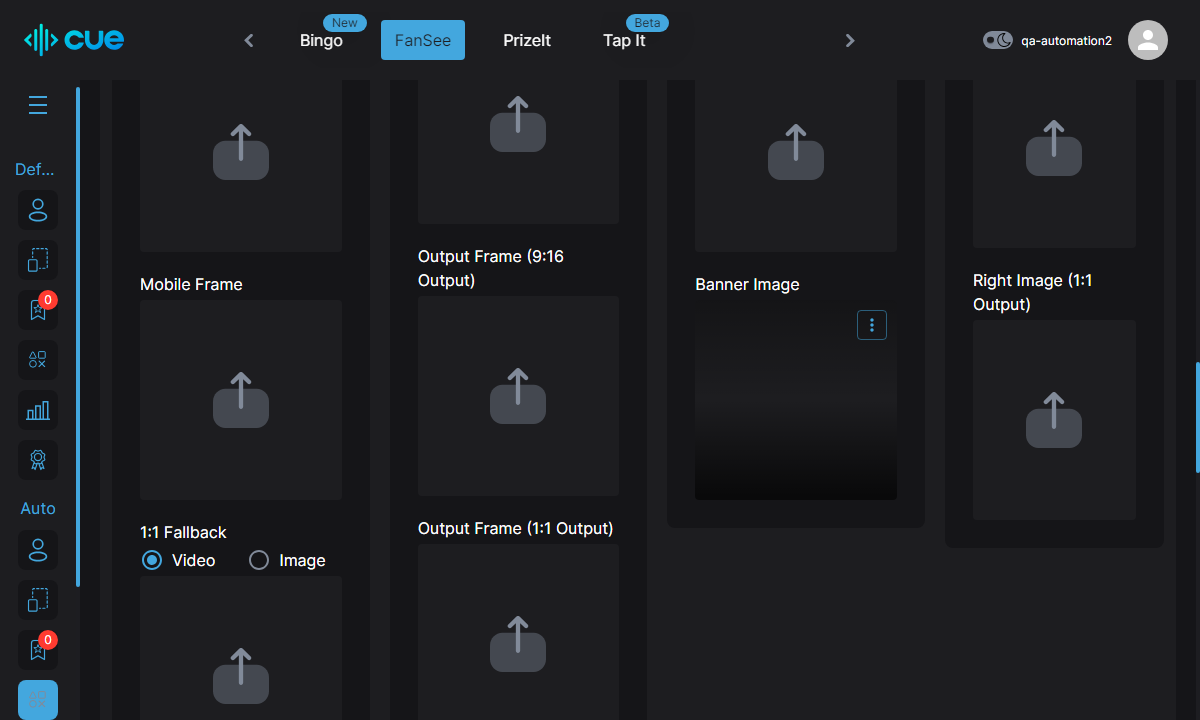 cue
New
Bingo
FanSee
PrizeIt
Beta
Tap It
qa-automation2
Def...
0
Auto
0
Mobile Frame
1:1 Fallback
Video
Image
Output Frame (9:16
Output)
Output Frame (1:1 Output)
Banner Image
Right Image (1:1
Output)